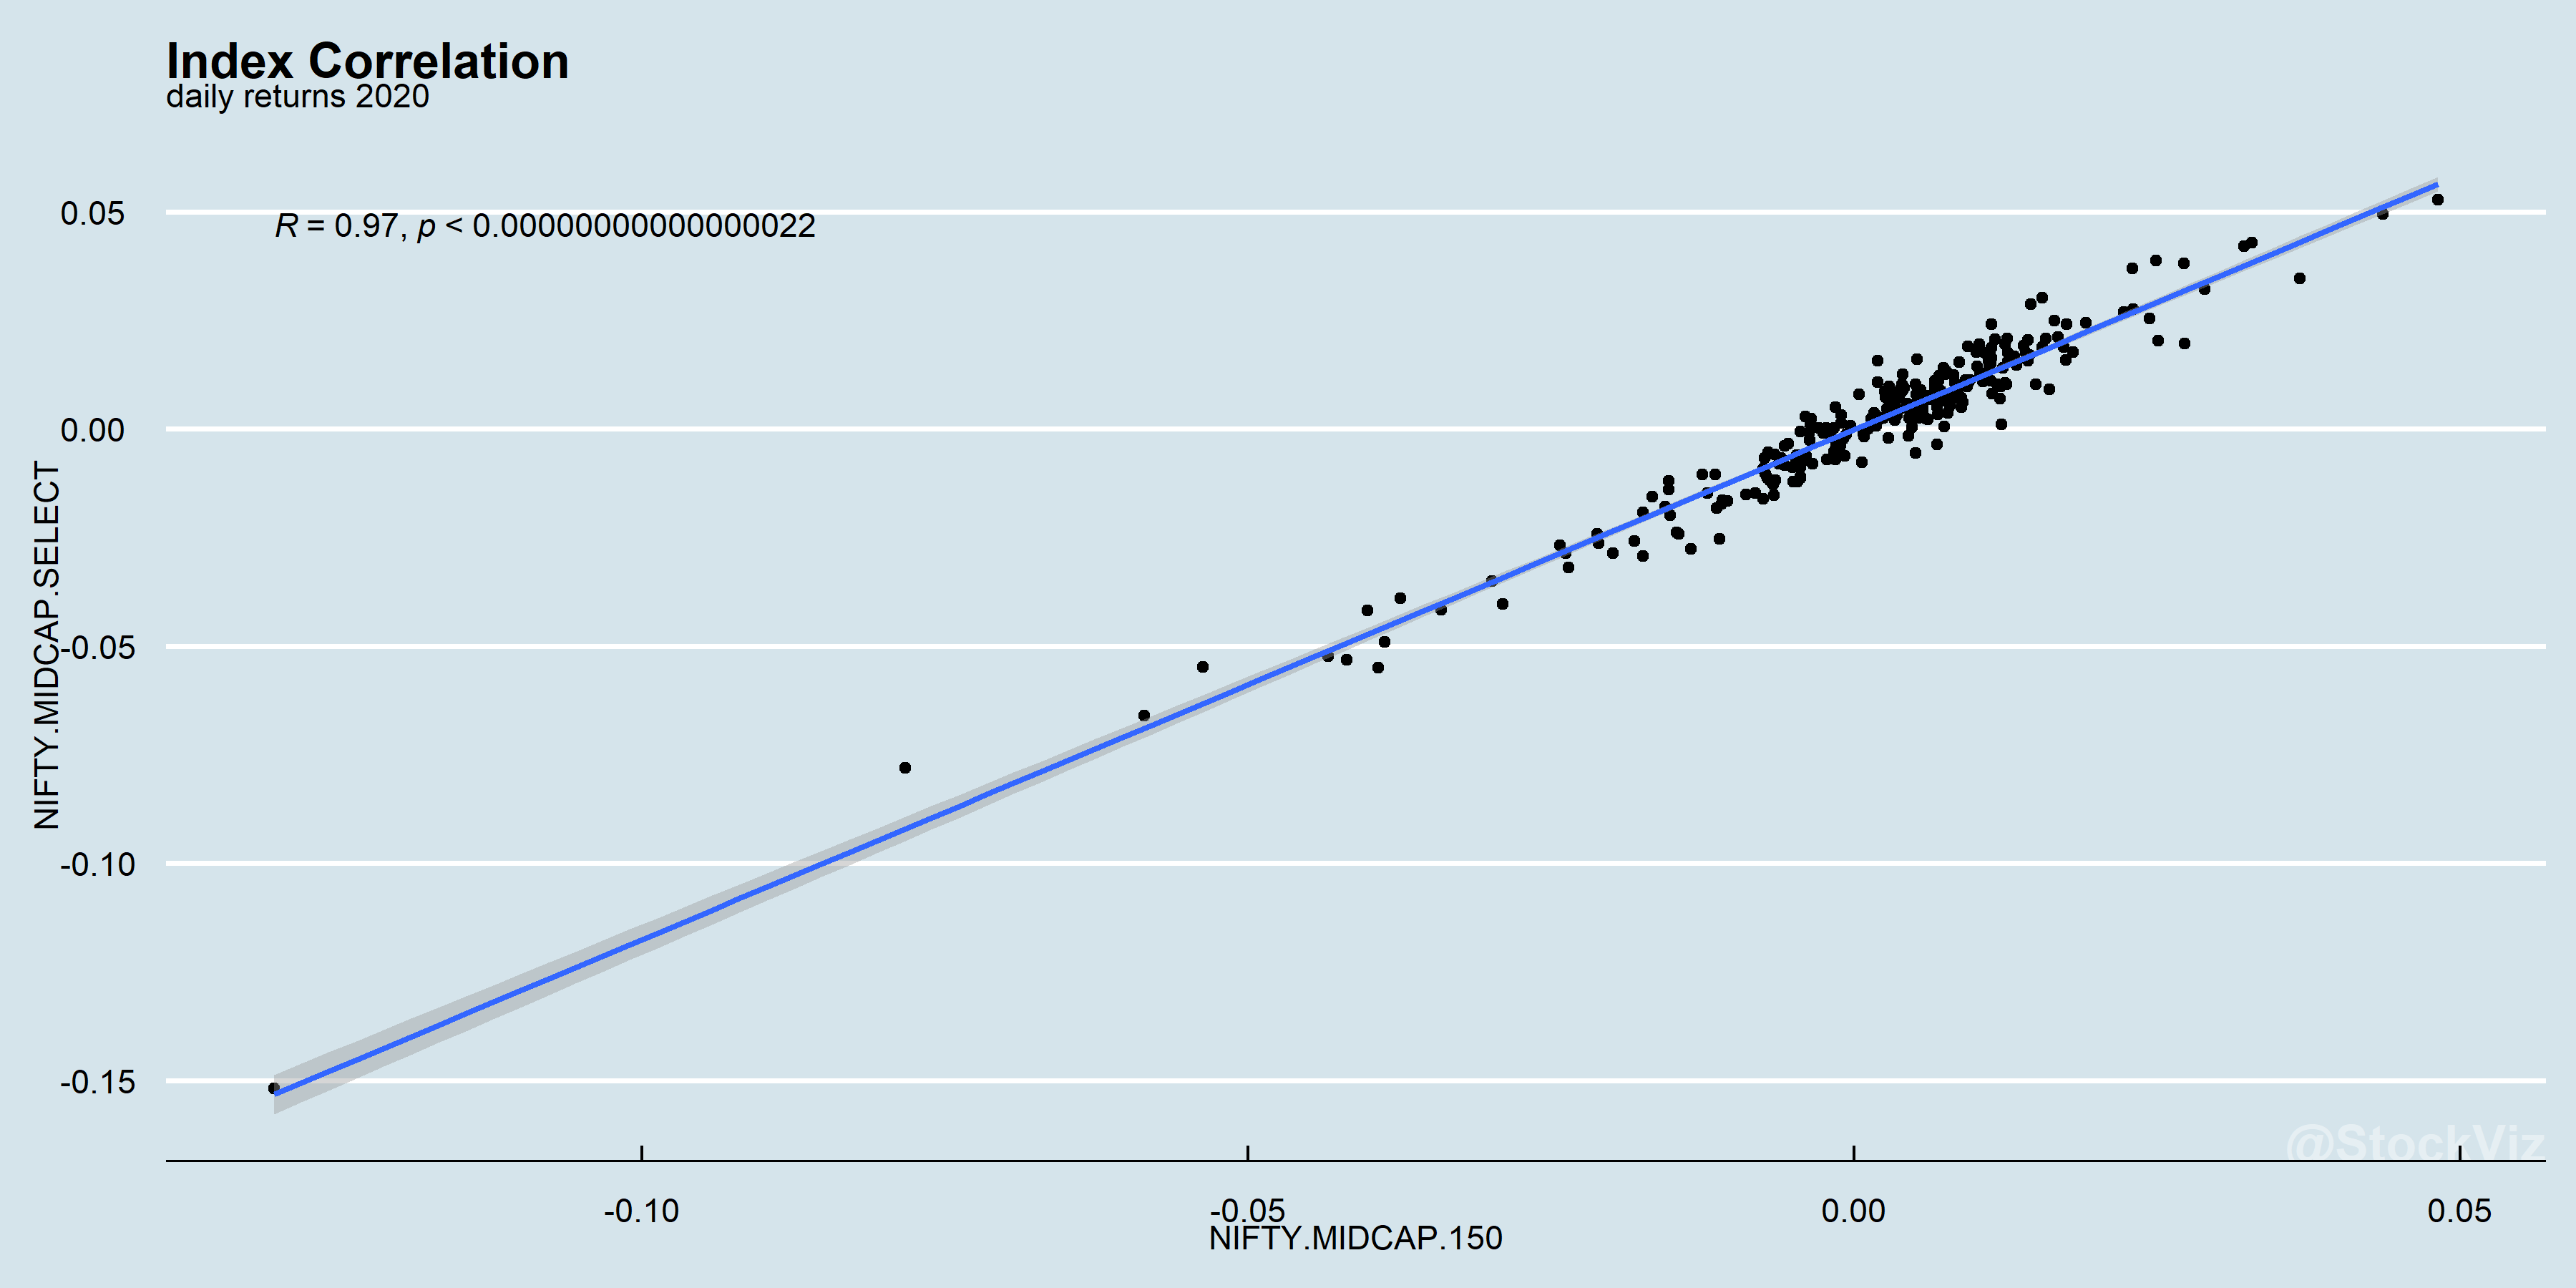 Index Correlation
daily returns 2020
R = 0.97, p < 0.00000000000000022
0.05
0.00
-0.05
-0.10
-0.15
NIFTY.MIDCAP.SELECT
@StockViz
-0.10 -0.05 0.00 0.05
NIFTY.MIDCAP.150